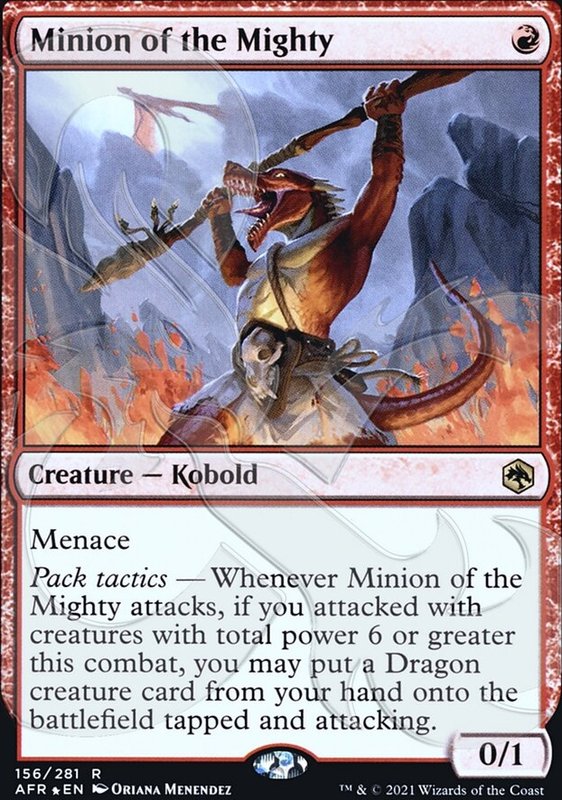 Minion of the Mighty
Creature — Kobold
Menace
Pack tactics — Whenever Minion of the
Mighty attacks, if you attacked with
creatures with total power 6 or greater
this combat, you may put a Dragon
creature card from your hand onto the
battlefield tapped and attacking.
0/1
156/281 R
AFR ★ EN Oriana Menendez
™ & © 2021 Wizards of the Coast